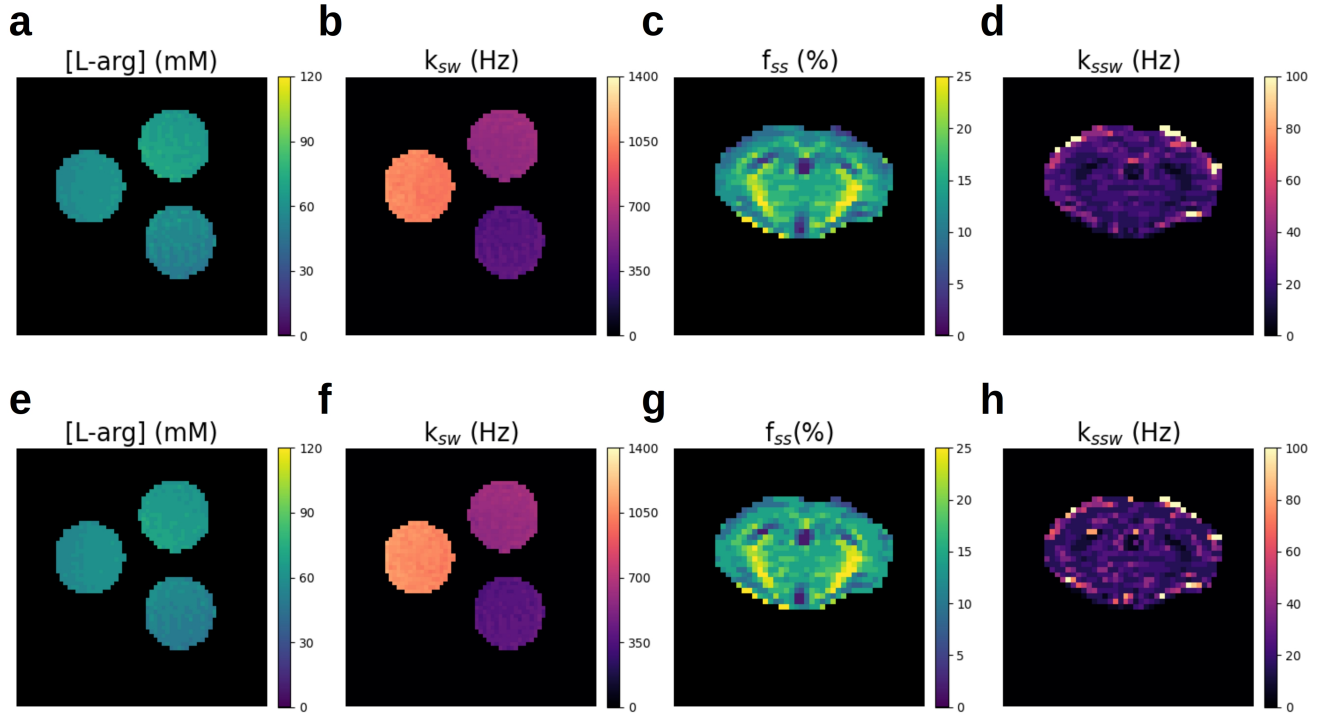 a b c d
[L-arg] (mM) k_sw (Hz) f_ss (%) k_ssw (Hz)
120 1400 25 100
90 1050 20 80
60 700 15 60
30 350 10 40
0 0 5 20
0 0
e f g h
[L-arg] (mM) k_sw (Hz) f_ss(%) k_ssw (Hz)
120 1400 25 100
90 1050 20 80
60 700 15 60
30 350 10 40
0 0 5 20
0 0